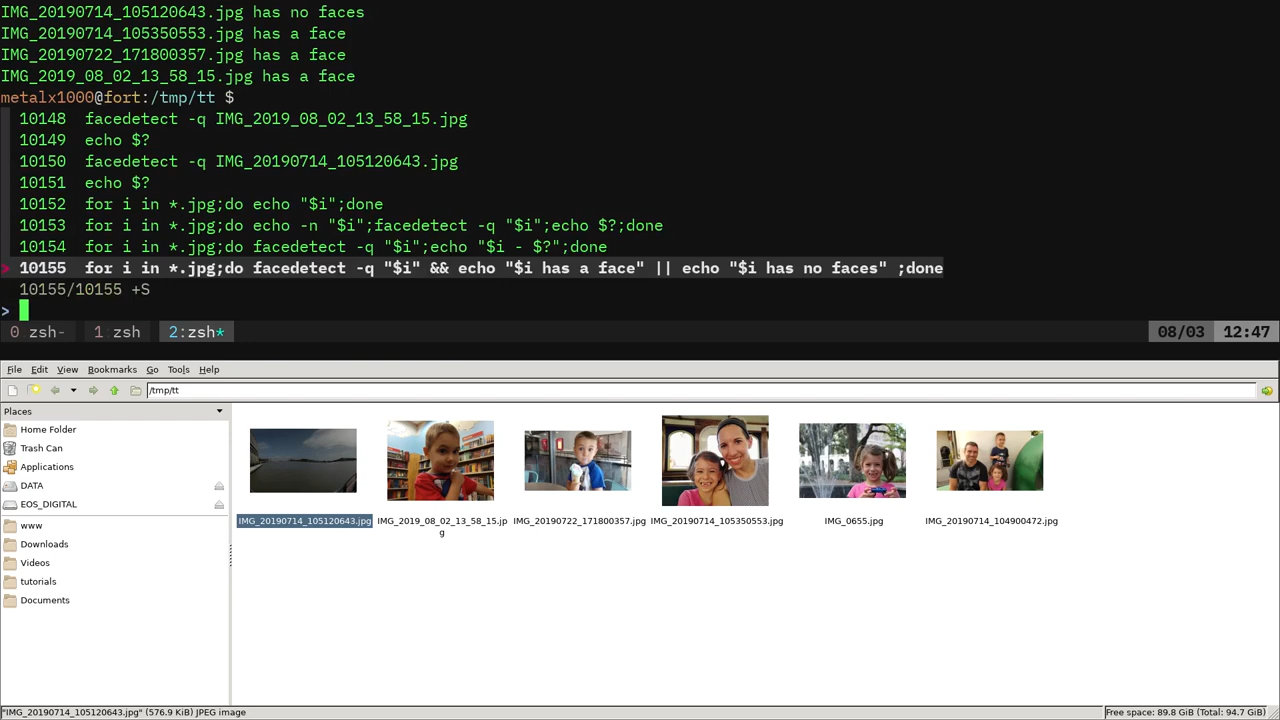 IMG_20190714_105120643.jpg has no faces
IMG_20190714_105350553.jpg has a face
IMG_20190722_171800357.jpg has a face
IMG_2019_08_02_13_58_15.jpg has a face
metalx1000@fort:/tmp/tt $
10148  facedetect -q IMG_2019_08_02_13_58_15.jpg
10149  echo $?
10150  facedetect -q IMG_20190714_105120643.jpg
10151  echo $?
10152  for i in *.jpg;do echo "$i";done
10153  for i in *.jpg;do echo -n "$i";facedetect -q "$i";echo $?;done
10154  for i in *.jpg;do facedetect -q "$i";echo "$i - $?";done
> 10155  for i in *.jpg;do facedetect -q "$i" && echo "$i has a face" || echo "$i has no faces" ;done
10155/10155 +S
>
0 zsh-  1:zsh  2:zsh*  08/03  12:47
File Edit View Bookmarks Go Tools Help
/tmp/tt
Places
Home Folder
Trash Can
Applications
DATA
EOS_DIGITAL
www
Downloads
Videos
tutorials
Documents
IMG_20190714_105120643.jpg
IMG_2019_08_02_13_58_15.jp
g
IMG_20190722_171800357.jpg
IMG_20190714_105350553.jpg
IMG_0655.jpg
IMG_20190714_104900472.jpg
"IMG_20190714_105120643.jpg" (576.9 KiB) JPEG image
Free space: 89.8 GiB (Total: 94.7 GiB)